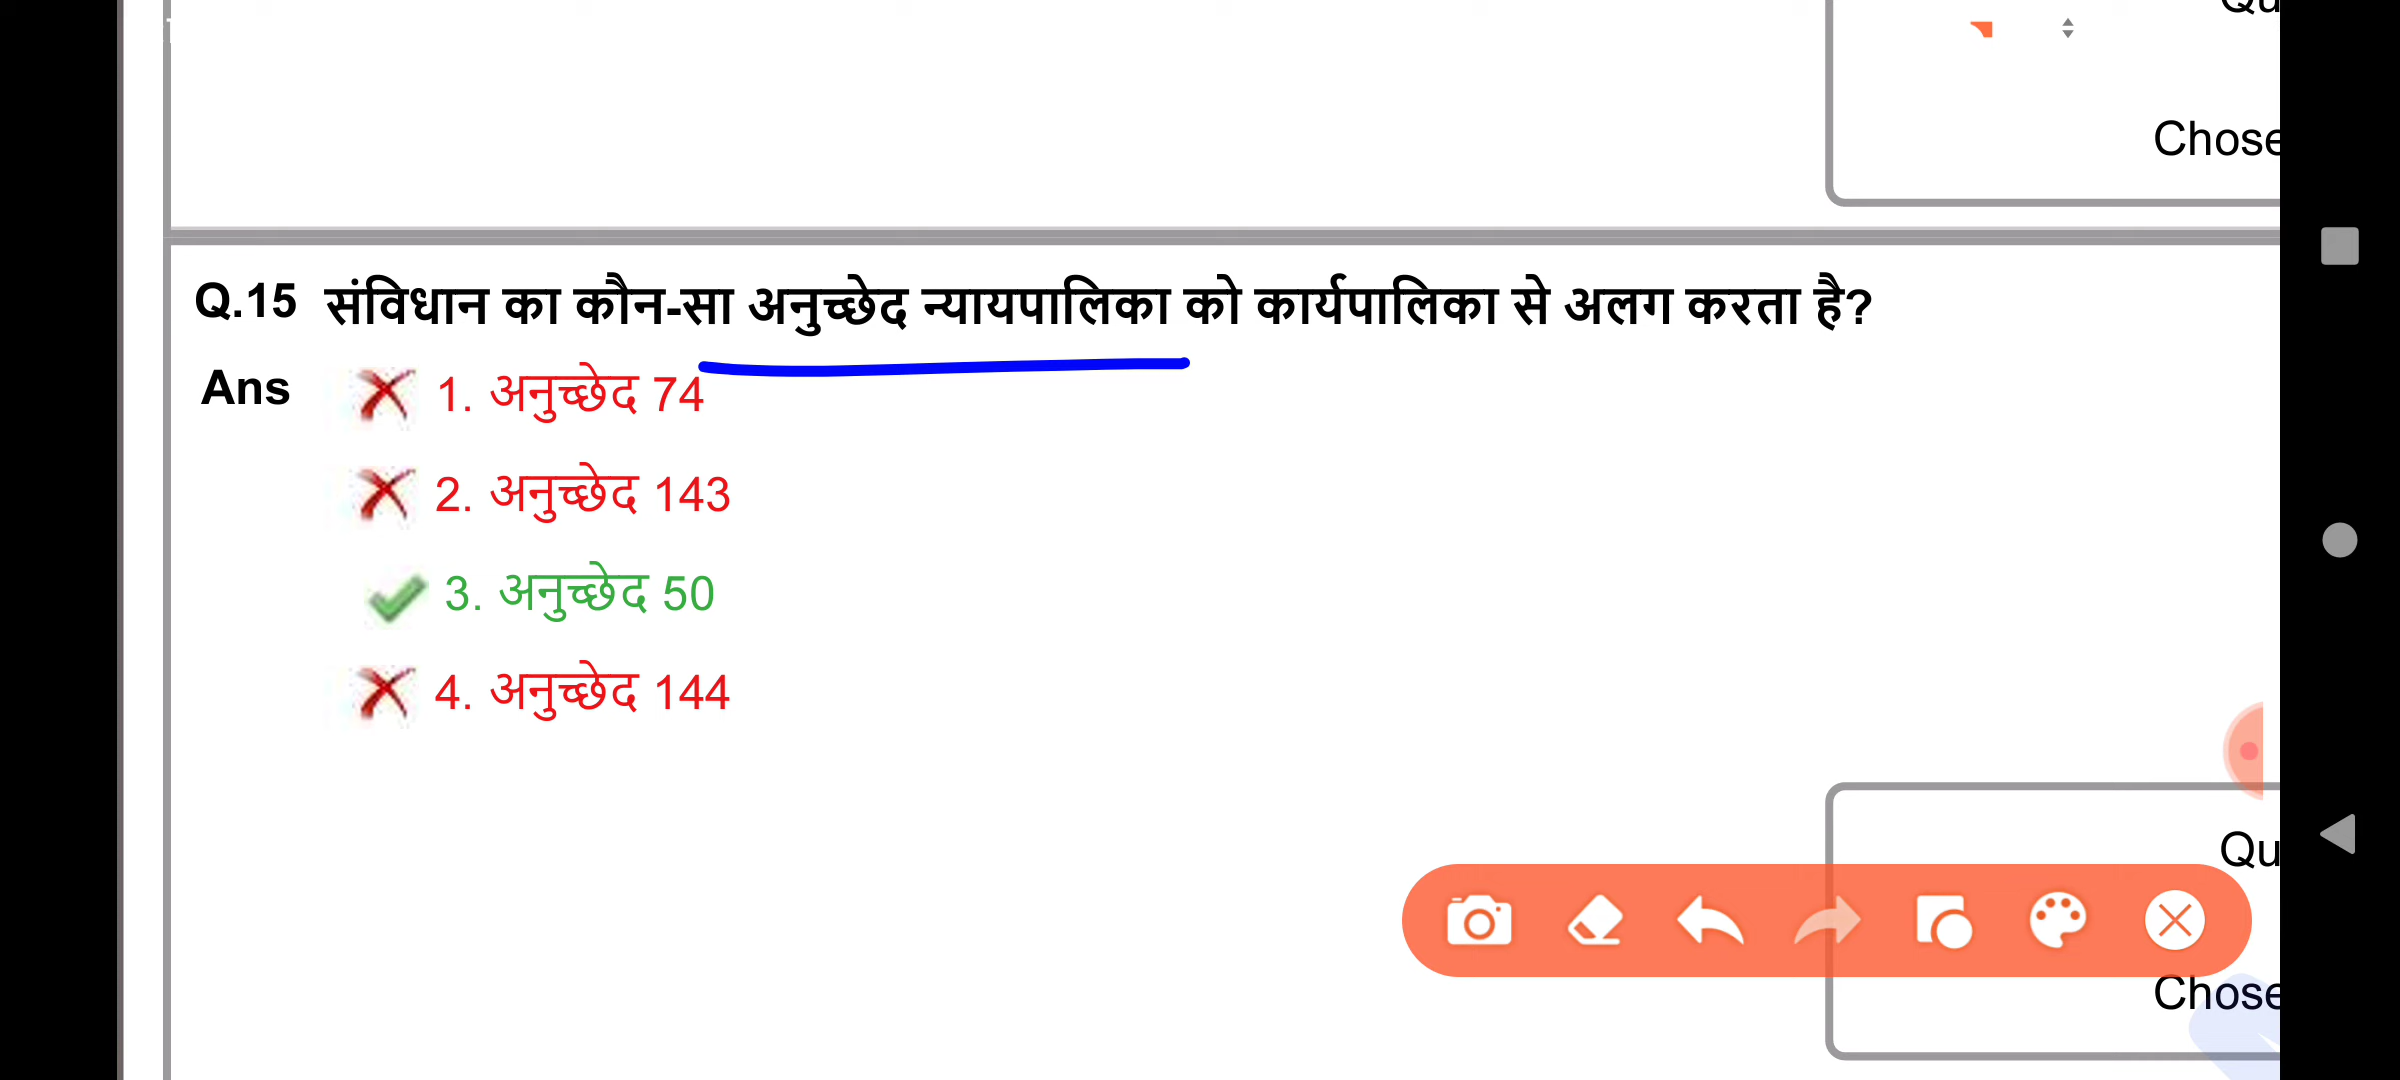 Chose
Q.15 संविधान का कौन-सा अनुच्छेद न्यायपालिका को कार्यपालिका से अलग करता है?
Ans 1. अनुच्छेद 74
2. अनुच्छेद 143
3. अनुच्छेद 50
4. अनुच्छेद 144
Qu
Chose